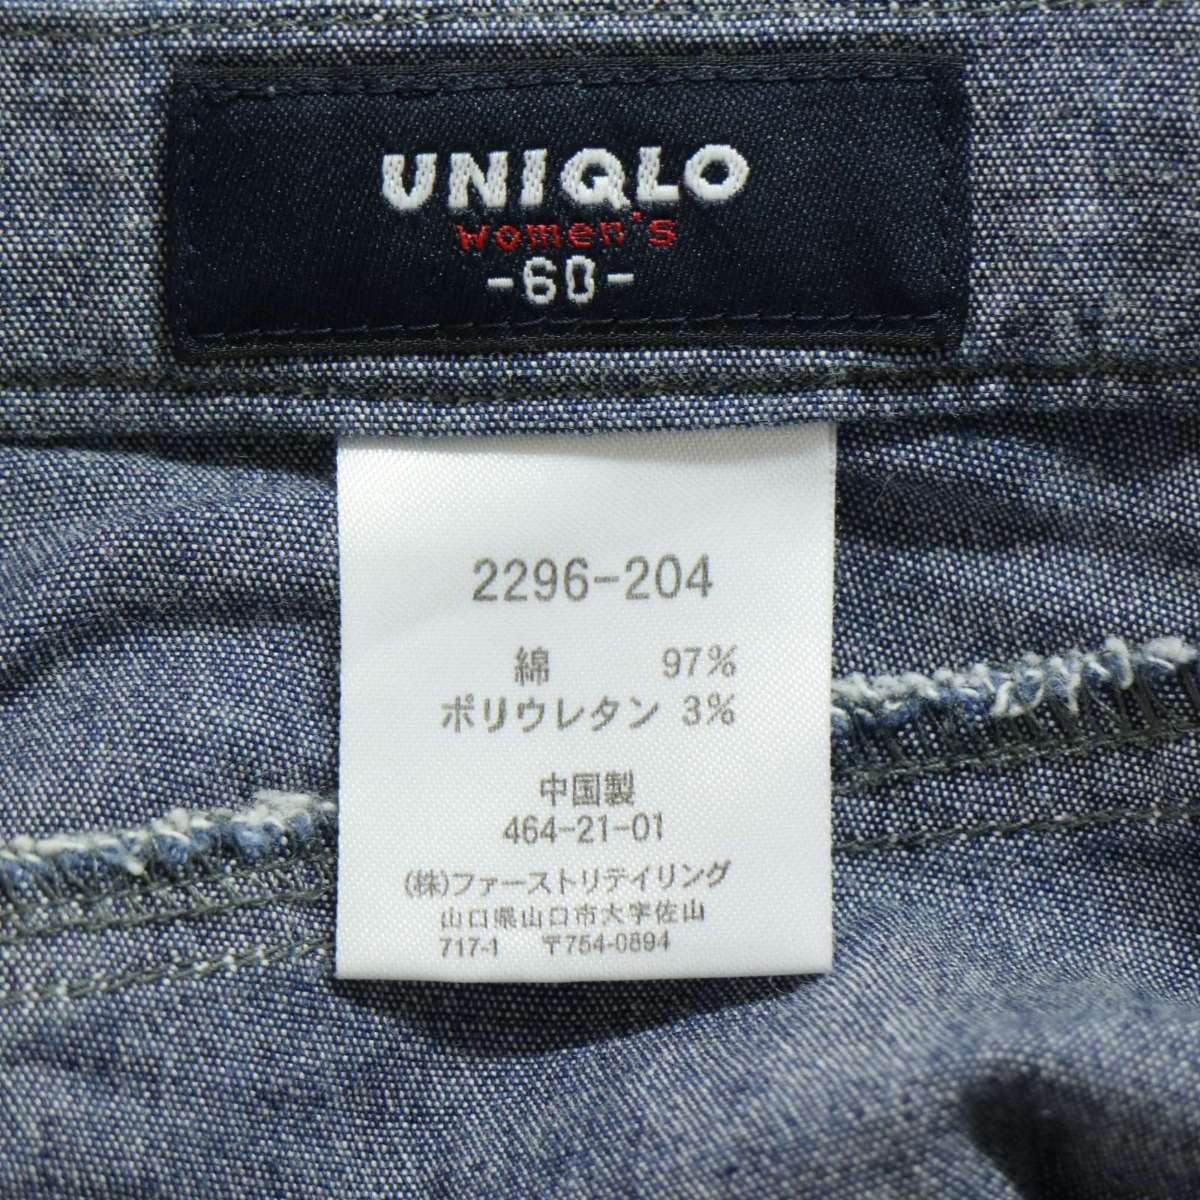 UNIQLO
women's
-60-
2296-204
綿 97%
ポリウレタン 3%
中国製
464-21-01
(株)ファーストリテイリング
山口県山口市大字佐山
717-1 〒754-0894